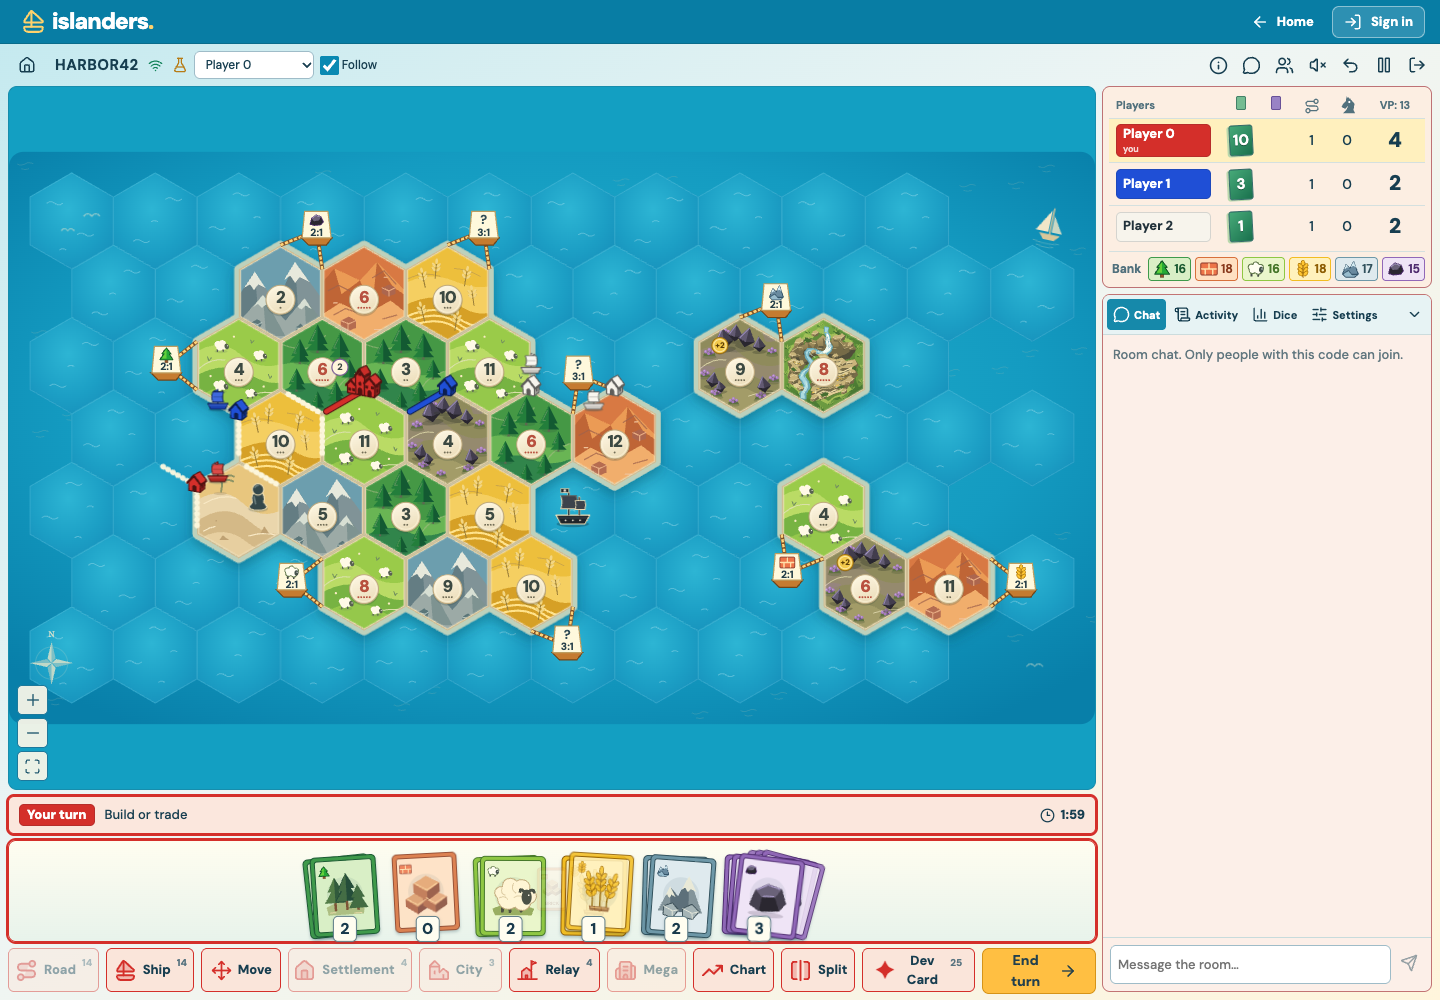 islanders.
Home
Sign in
HARBOR42
Player 0
Follow
Players
VP: 13
Player 0
you
10
1
0
4
Player 1
3
1
0
2
Player 2
1
1
0
2
Bank
16
18
16
18
17
15
Chat
Activity
Dice
Settings
Room chat. Only people with this code can join.
2:1
?
3:1
2
6
10
2:1
2:1
4
6
2
3
11
?
3:1
+2
9
8
10
11
4
6
12
5
3
5
4
2:1
8
9
10
2:1
+2
6
11
2:1
?
3:1
N
Your turn
Build or trade
1:59
2
0
2
1
2
3
Road 14
Ship 14
Move
Settlement 4
City 3
Relay 4
Mega
Chart
Split
Dev
Card
25
End
turn
Message the room...